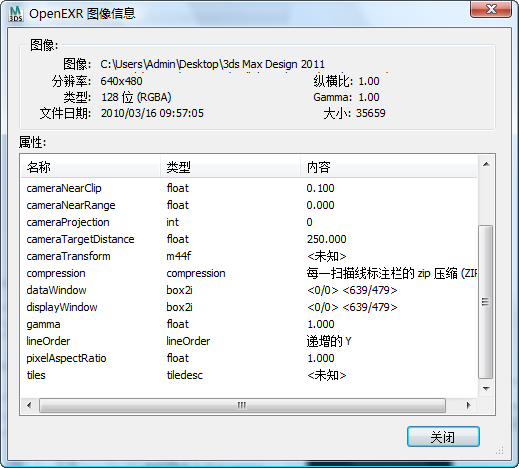 OpenEXR 图像信息
图像:
图像: C:\Users\Admin\Desktop\3ds Max Design 2011
分辨率: 640x480 纵横比: 1.00
类型: 128 位 (RGBA) Gamma: 1.00
文件日期: 2010/03/16 09:57:05 大小: 35659
属性:
名称 类型 内容
cameraNearClip float 0.100
cameraNearRange float 0.000
cameraProjection int 0
cameraTargetDistance float 250.000
cameraTransform m44f <未知>
compression compression 每一扫描线标注栏的 zip 压缩 (ZIP
dataWindow box2i <0/0> <639/479>
displayWindow box2i <0/0> <639/479>
gamma float 1.000
lineOrder lineOrder 递增的 Y
pixelAspectRatio float 1.000
tiles tiledesc <未知>
关闭